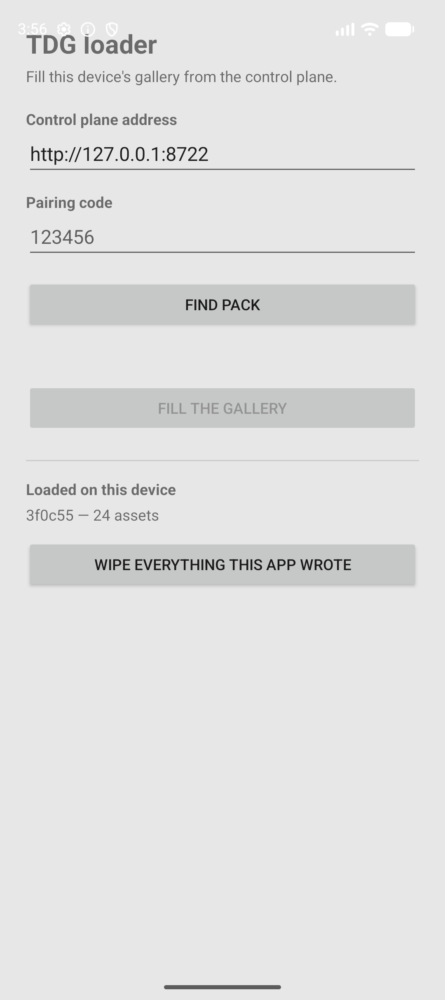 3:56
TDG loader
Fill this device's gallery from the control plane.
Control plane address
http://127.0.0.1:8722
Pairing code
123456
FIND PACK
FILL THE GALLERY
Loaded on this device
3f0c55 — 24 assets
WIPE EVERYTHING THIS APP WROTE